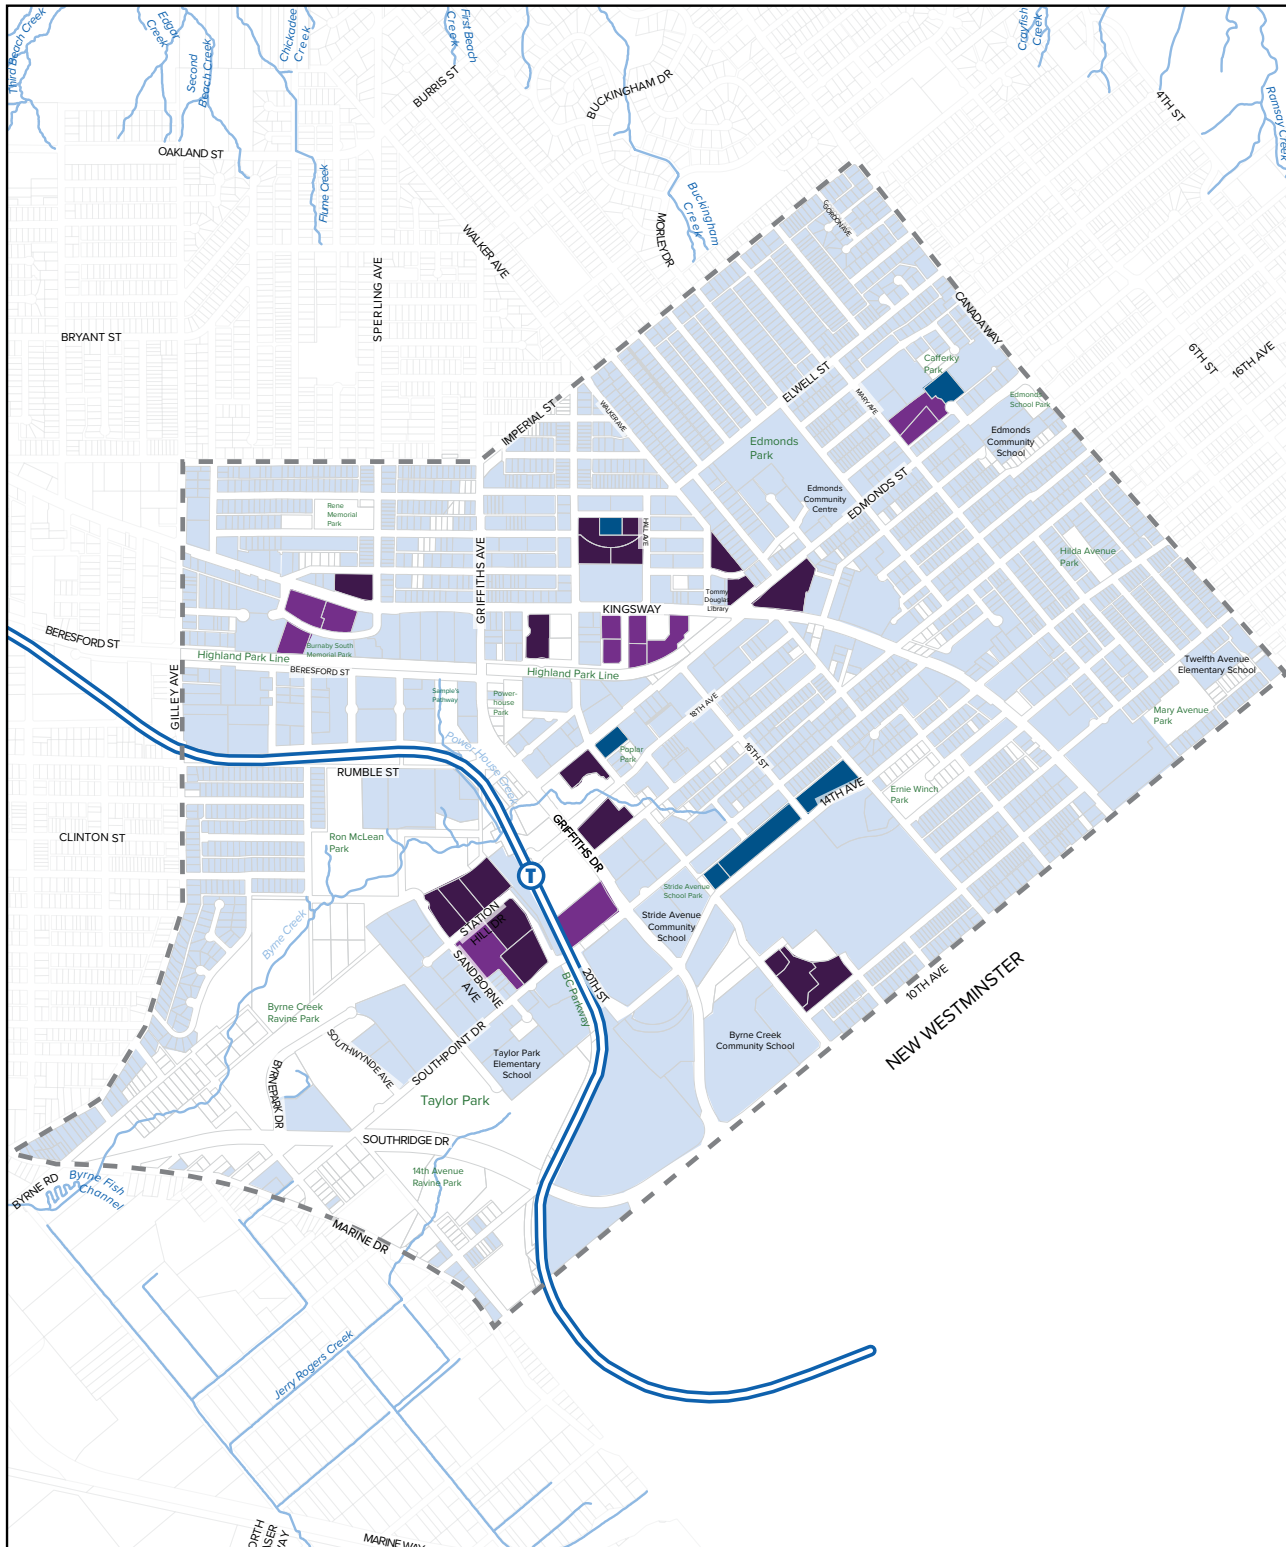 Third Beach Creek
Edgar
Creek
Second
Beach Creek
Chickadee
Creek
First Beach
Creek
BURRIS ST
BUCKINGHAM DR
Crayfish
Creek
4TH ST
Ramsay Creek
OAKLAND ST
Flume Creek
Buckingham
Creek
MORLEY DR
WALKER AVE
GORDON AVE
SPERLING AVE
BRYANT ST
CANADA WAY
6TH ST
16TH AVE
Cafferky
Park
ELWELL ST
MARY AVE
Edmonds
School Park
IMPERIAL ST
WALKER AVE
Edmonds
Park
Edmonds
Community
School
Edmonds
Community
Centre
EDMONDS ST
Rene
Memorial
Park
HALL AVE
GRIFFITHS AVE
Hilda Avenue
Park
Tommy
Douglas
Library
KINGSWAY
BERESFORD ST
Burnaby South
Memorial Park
Highland Park Line
BERESFORD ST
Highland Park Line
Twelfth Avenue
Elementary School
GILLEY AVE
Sample's
Pathway
Power-
house
Park
18TH AVE
Mary Avenue
Park
Power House Creek
Poplar
Park
16TH ST
RUMBLE ST
14TH AVE
Ernie Winch
Park
CLINTON ST
Ron McLean
Park
GRIFFITHS DR
T
Stride Avenue
School Park
STATION
HILL DR
Stride Avenue
Community
School
Byrne Creek
SANDBORNE
AVE
20TH ST
BC Parkway
10TH AVE
NEW WESTMINSTER
Byrne Creek
Ravine Park
SOUTHWYNDE AVE
SOUTHPOINT DR
Byrne Creek
Community School
Taylor Park
Elementary
School
BYRNEPARK DR
Taylor Park
SOUTHRIDGE DR
14th Avenue
Ravine Park
BYRNE RD
Byrne Fish
Channel
MARINE DR
Jerry Rogers Creek
MARINE WAY